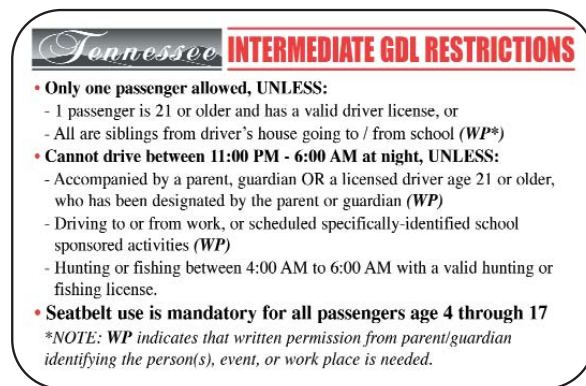 Tennessee INTERMEDIATE GDL RESTRICTIONS
• Only one passenger allowed, UNLESS:
- 1 passenger is 21 or older and has a valid driver license, or
- All are siblings from driver's house going to / from school (WP*)
• Cannot drive between 11:00 PM - 6:00 AM at night, UNLESS:
- Accompanied by a parent, guardian OR a licensed driver age 21 or older,
who has been designated by the parent or guardian (WP)
- Driving to or from work, or scheduled specifically-identified school
sponsored activities (WP)
- Hunting or fishing between 4:00 AM to 6:00 AM with a valid hunting or
fishing license.
• Seatbelt use is mandatory for all passengers age 4 through 17
*NOTE: WP indicates that written permission from parent/guardian
identifying the person(s), event, or work place is needed.